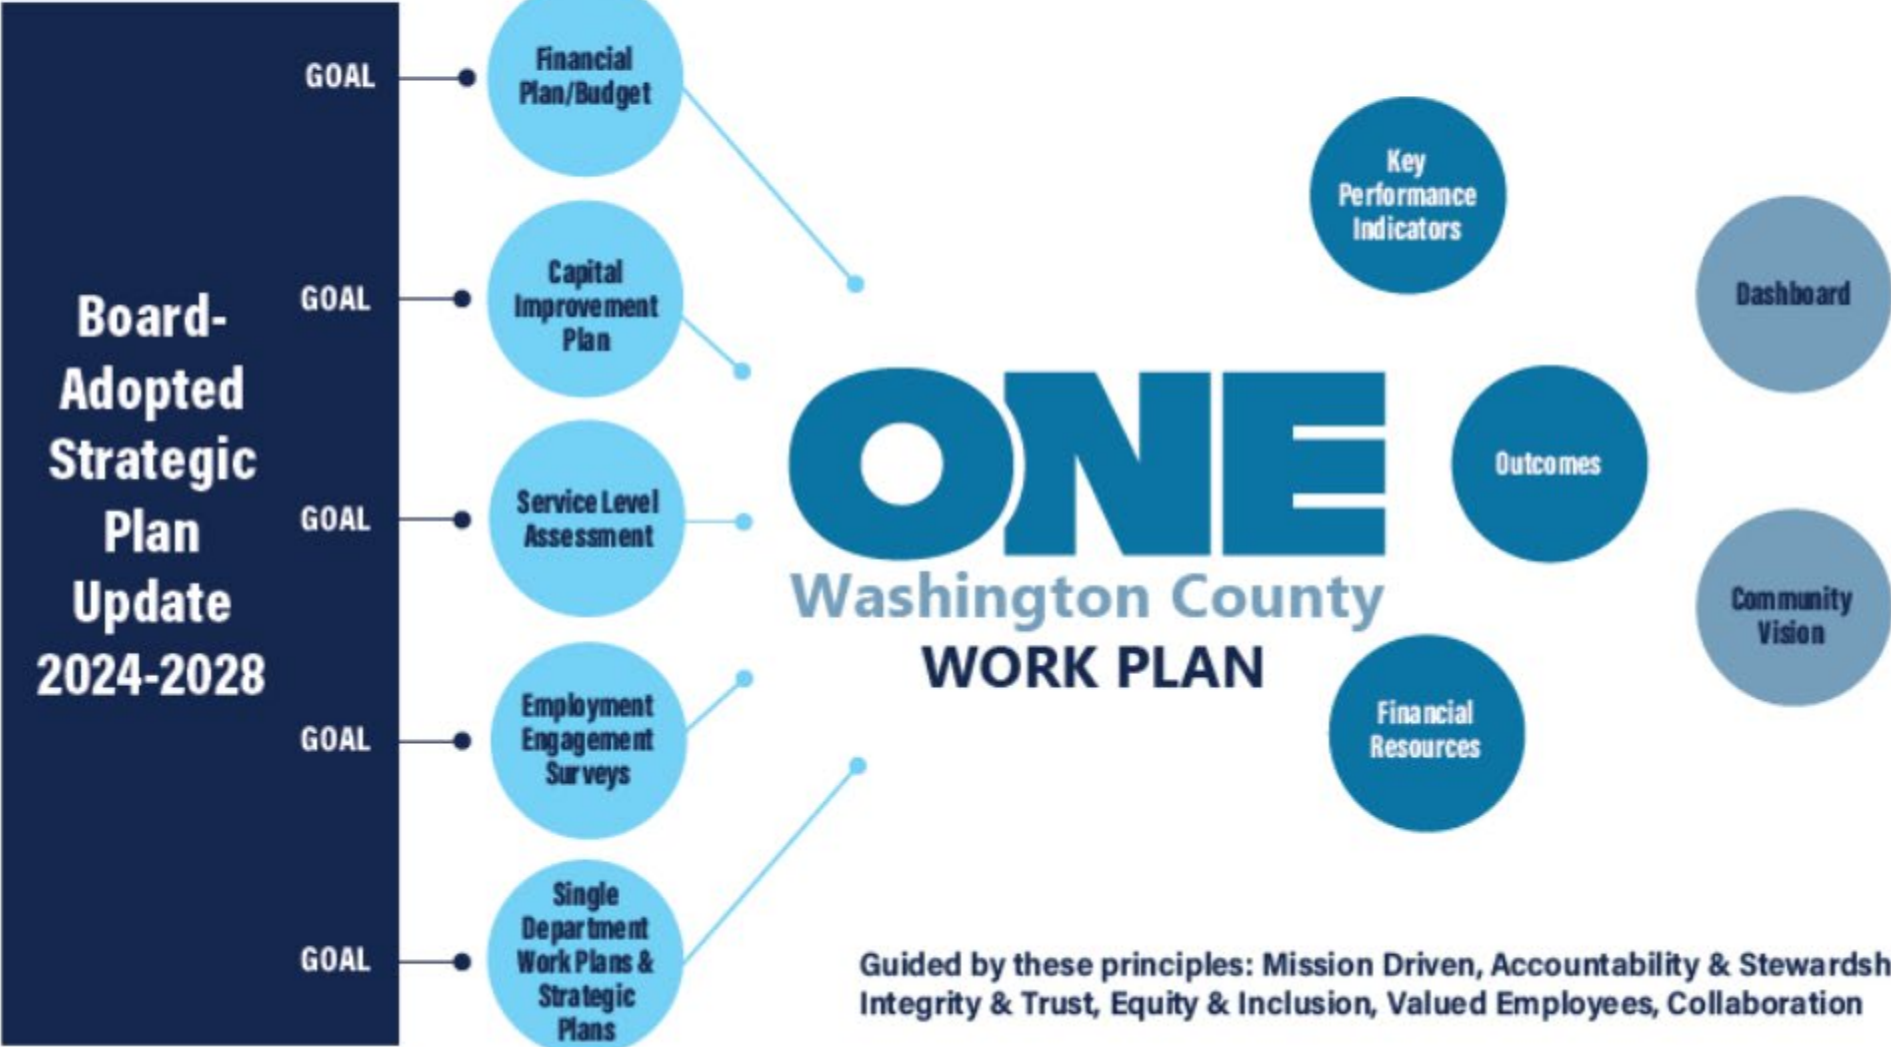 Board-
Adopted
Strategic
Plan
Update
2024-2028
GOAL
Financial
Plan/Budget
GOAL
Capital
Improvement
Plan
GOAL
Service Level
Assessment
GOAL
Employment
Engagement
Surveys
GOAL
Single
Department
Work Plans &
Strategic
Plans
ONE
Washington County
WORK PLAN
Key
Performance
Indicators
Outcomes
Financial
Resources
Dashboard
Community
Vision
Guided by these principles: Mission Driven, Accountability & Stewardsh
Integrity & Trust, Equity & Inclusion, Valued Employees, Collaboration